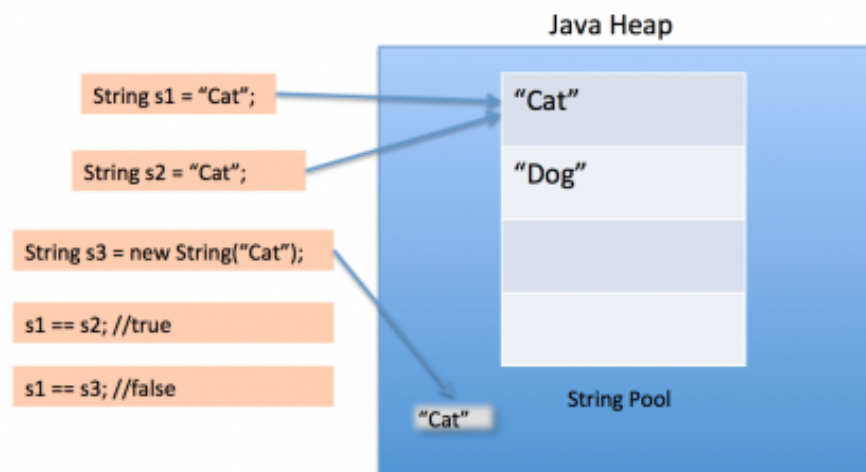 Java Heap
String s1 = “Cat”;
“Cat”
String s2 = “Cat”;
“Dog”
String s3 = new String(“Cat”);
s1 == s2; //true
s1 == s3; //false
String Pool
“Cat”